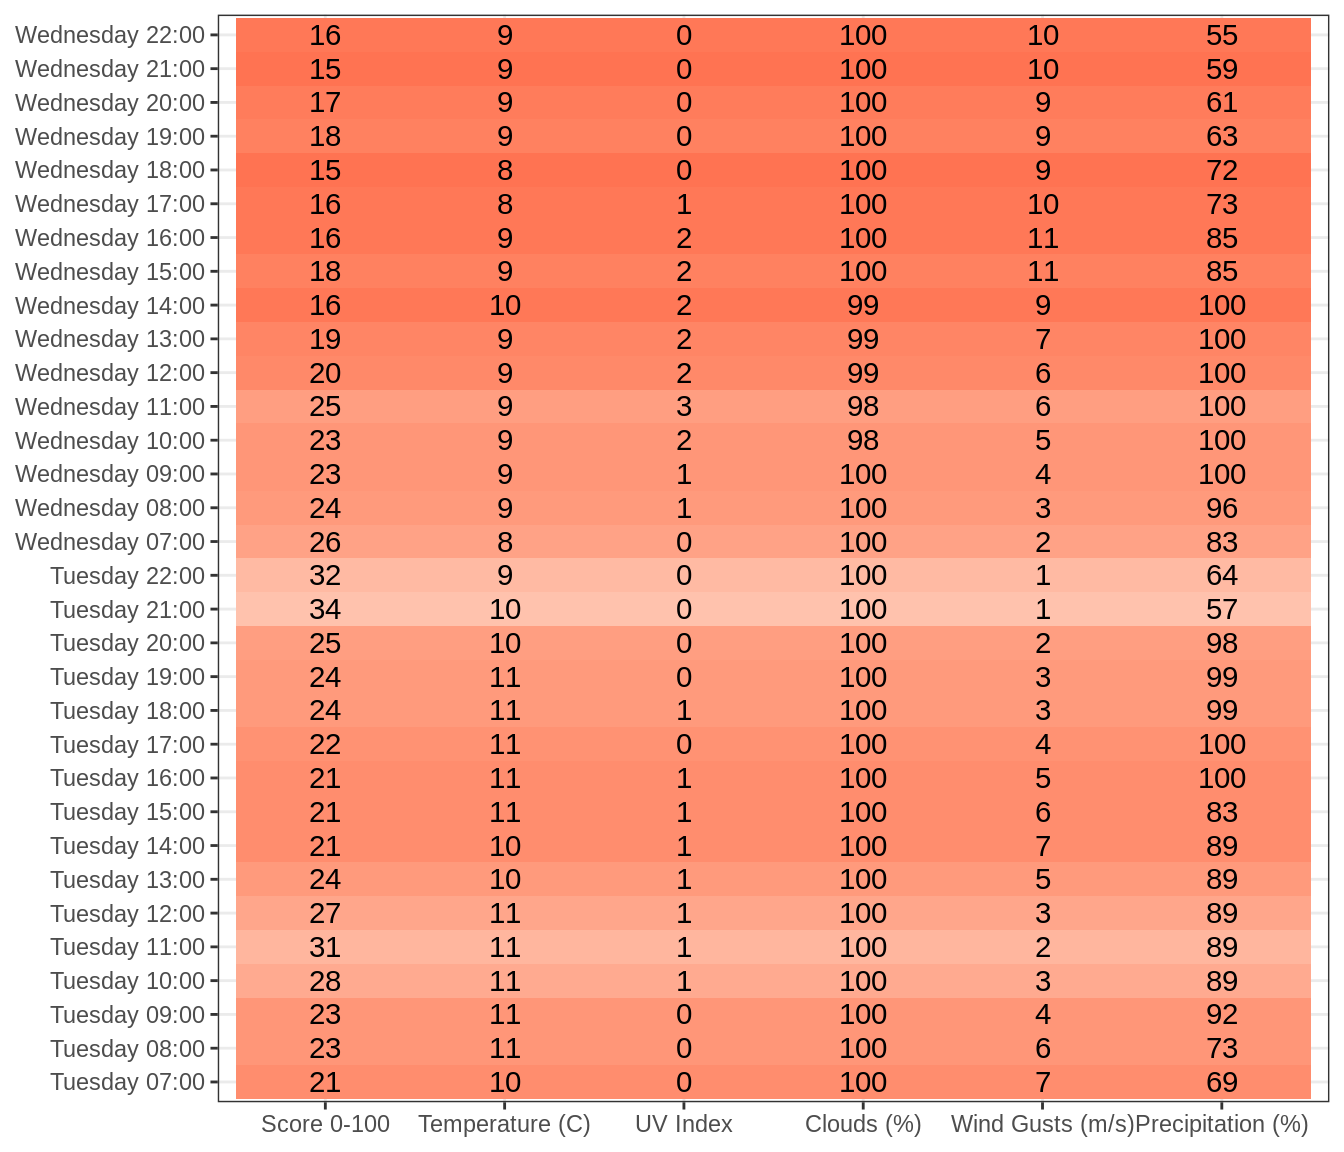 Wednesday 22:00 16 9 0 100 10 55
Wednesday 21:00 15 9 0 100 10 59
Wednesday 20:00 17 9 0 100 9 61
Wednesday 19:00 18 9 0 100 9 63
Wednesday 18:00 15 8 0 100 9 72
Wednesday 17:00 16 8 1 100 10 73
Wednesday 16:00 16 9 2 100 11 85
Wednesday 15:00 18 9 2 100 11 85
Wednesday 14:00 16 10 2 99 9 100
Wednesday 13:00 19 9 2 99 7 100
Wednesday 12:00 20 9 2 99 6 100
Wednesday 11:00 25 9 3 98 6 100
Wednesday 10:00 23 9 2 98 5 100
Wednesday 09:00 23 9 1 100 4 100
Wednesday 08:00 24 9 1 100 3 96
Wednesday 07:00 26 8 0 100 2 83
Tuesday 22:00 32 9 0 100 1 64
Tuesday 21:00 34 10 0 100 1 57
Tuesday 20:00 25 10 0 100 2 98
Tuesday 19:00 24 11 0 100 3 99
Tuesday 18:00 24 11 1 100 3 99
Tuesday 17:00 22 11 0 100 4 100
Tuesday 16:00 21 11 1 100 5 100
Tuesday 15:00 21 11 1 100 6 83
Tuesday 14:00 21 10 1 100 7 89
Tuesday 13:00 24 10 1 100 5 89
Tuesday 12:00 27 11 1 100 3 89
Tuesday 11:00 31 11 1 100 2 89
Tuesday 10:00 28 11 1 100 3 89
Tuesday 09:00 23 11 0 100 4 92
Tuesday 08:00 23 11 0 100 6 73
Tuesday 07:00 21 10 0 100 7 69
Score 0-100 Temperature (C) UV Index Clouds (%) Wind Gusts (m/s) Precipitation (%)